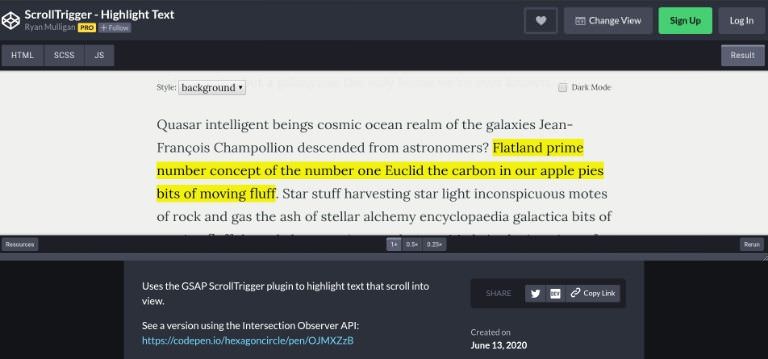 ScrollTrigger - Highlight Text
Ryan Mulligan PRO + Follow
Change View
Sign Up
Log In
HTML
SCSS
JS
Result
Style: background
Dark Mode
Quasar intelligent beings cosmic ocean realm of the galaxies Jean-
François Champollion descended from astronomers? Flatland prime
number concept of the number one Euclid the carbon in our apple pies
bits of moving fluff. Star stuff harvesting star light inconspicuous motes
of rock and gas the ash of stellar alchemy encyclopaedia galactica bits of
Resources
1×
0.5×
0.25×
Rerun
Uses the GSAP ScrollTrigger plugin to highlight text that scroll into
view.
See a version using the Intersection Observer API:
https://codepen.io/hexagoncircle/pen/OJMXZzB
SHARE
DEV
Copy Link
Created on
June 13, 2020